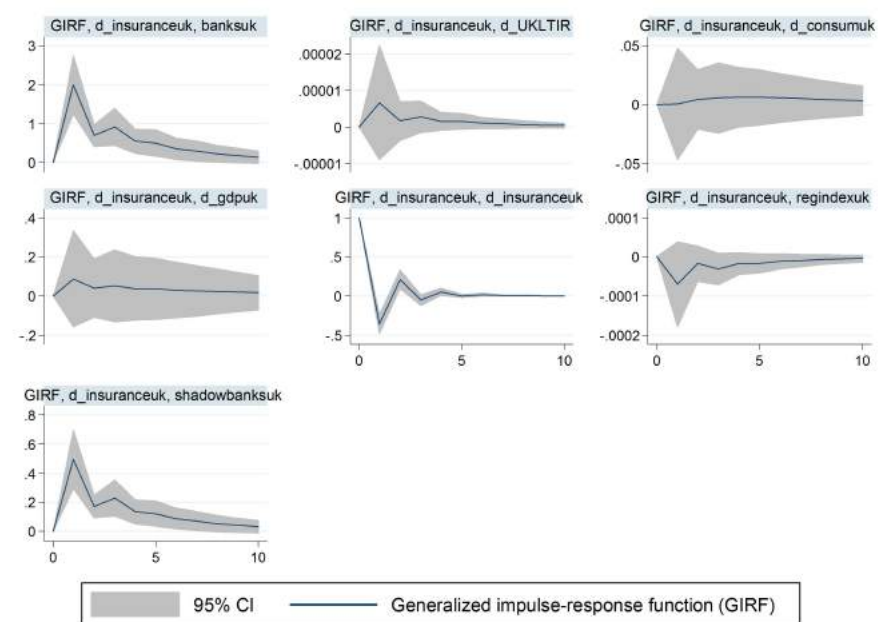 GIRF, d_insuranceuk, banksuk
GIRF, d_insuranceuk, d_UKLTIR
GIRF, d_insuranceuk, d_consumuk
3
2
1
0
.00002
.00001
0
-.00001
.05
0
-.05
GIRF, d_insuranceuk, d_gdpuk
GIRF, d_insuranceuk, d_insuranceuk
GIRF, d_insuranceuk, regindexuk
.4
.2
0
-.2
1
.5
0
-.5
0 5 10
.0001
0
-.0001
-.0002
0 5 10
GIRF, d_insuranceuk, shadowbanksuk
.8
.6
.4
.2
0
0 5 10
95% CI
Generalized impulse-response function (GIRF)